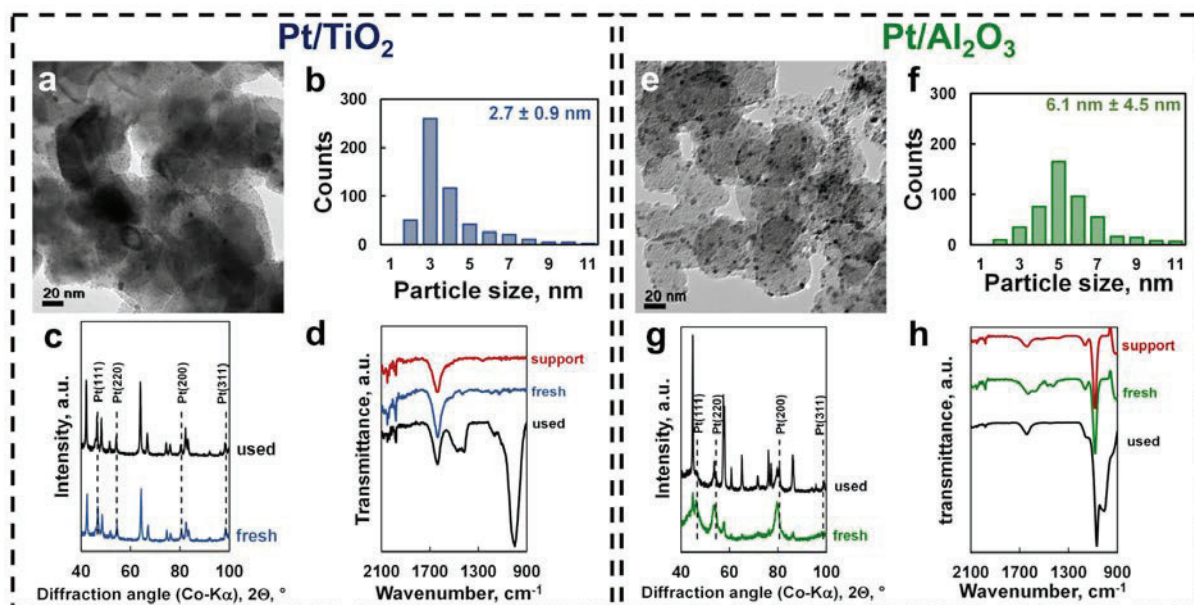 Pt/TiO₂
a
20 nm
b
300
200
100
0
Counts
2.7 ± 0.9 nm
1 3 5 7 9 11
Particle size, nm
c
Intensity, a.u.
Pt(111)
Pt(220)
Pt(200)
Pt(311)
used
fresh
40 60 80 100
Diffraction angle (Co-Kα), 2Θ, °
d
Transmittance, a.u.
support
fresh
used
2100 1700 1300 900
Wavenumber, cm⁻¹
Pt/Al₂O₃
e
20 nm
f
300
200
100
0
Counts
6.1 nm ± 4.5 nm
1 3 5 7 9 11
Particle size, nm
g
Intensity, a.u.
Pt(111)
Pt(220)
Pt(200)
Pt(311)
used
fresh
40 60 80 100
Diffraction angle (Co-Kα), 2Θ, °
h
transmittance, a.u.
support
fresh
used
2100 1700 1300 900
Wavenumber, cm⁻¹